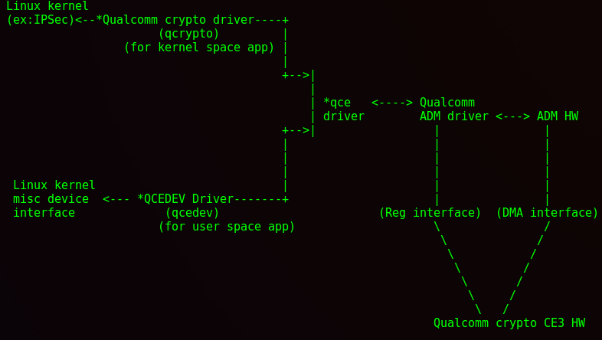 Linux kernel
(ex:IPSec)<--*Qualcomm crypto driver----+
(qcrypto) |
(for kernel space app) |
|
+-->|
|
| *qce <----> Qualcomm
| driver ADM driver <---> ADM HW
+-->| | |
| | |
| | |
| | |
Linux kernel | | |
misc device <--- *QCEDEV Driver-------+ | |
interface (qcedev) (Reg interface) (DMA interface)
(for user space app) \ /
\ /
\ /
\ /
\ /
\ /
\ /
Qualcomm crypto CE3 HW